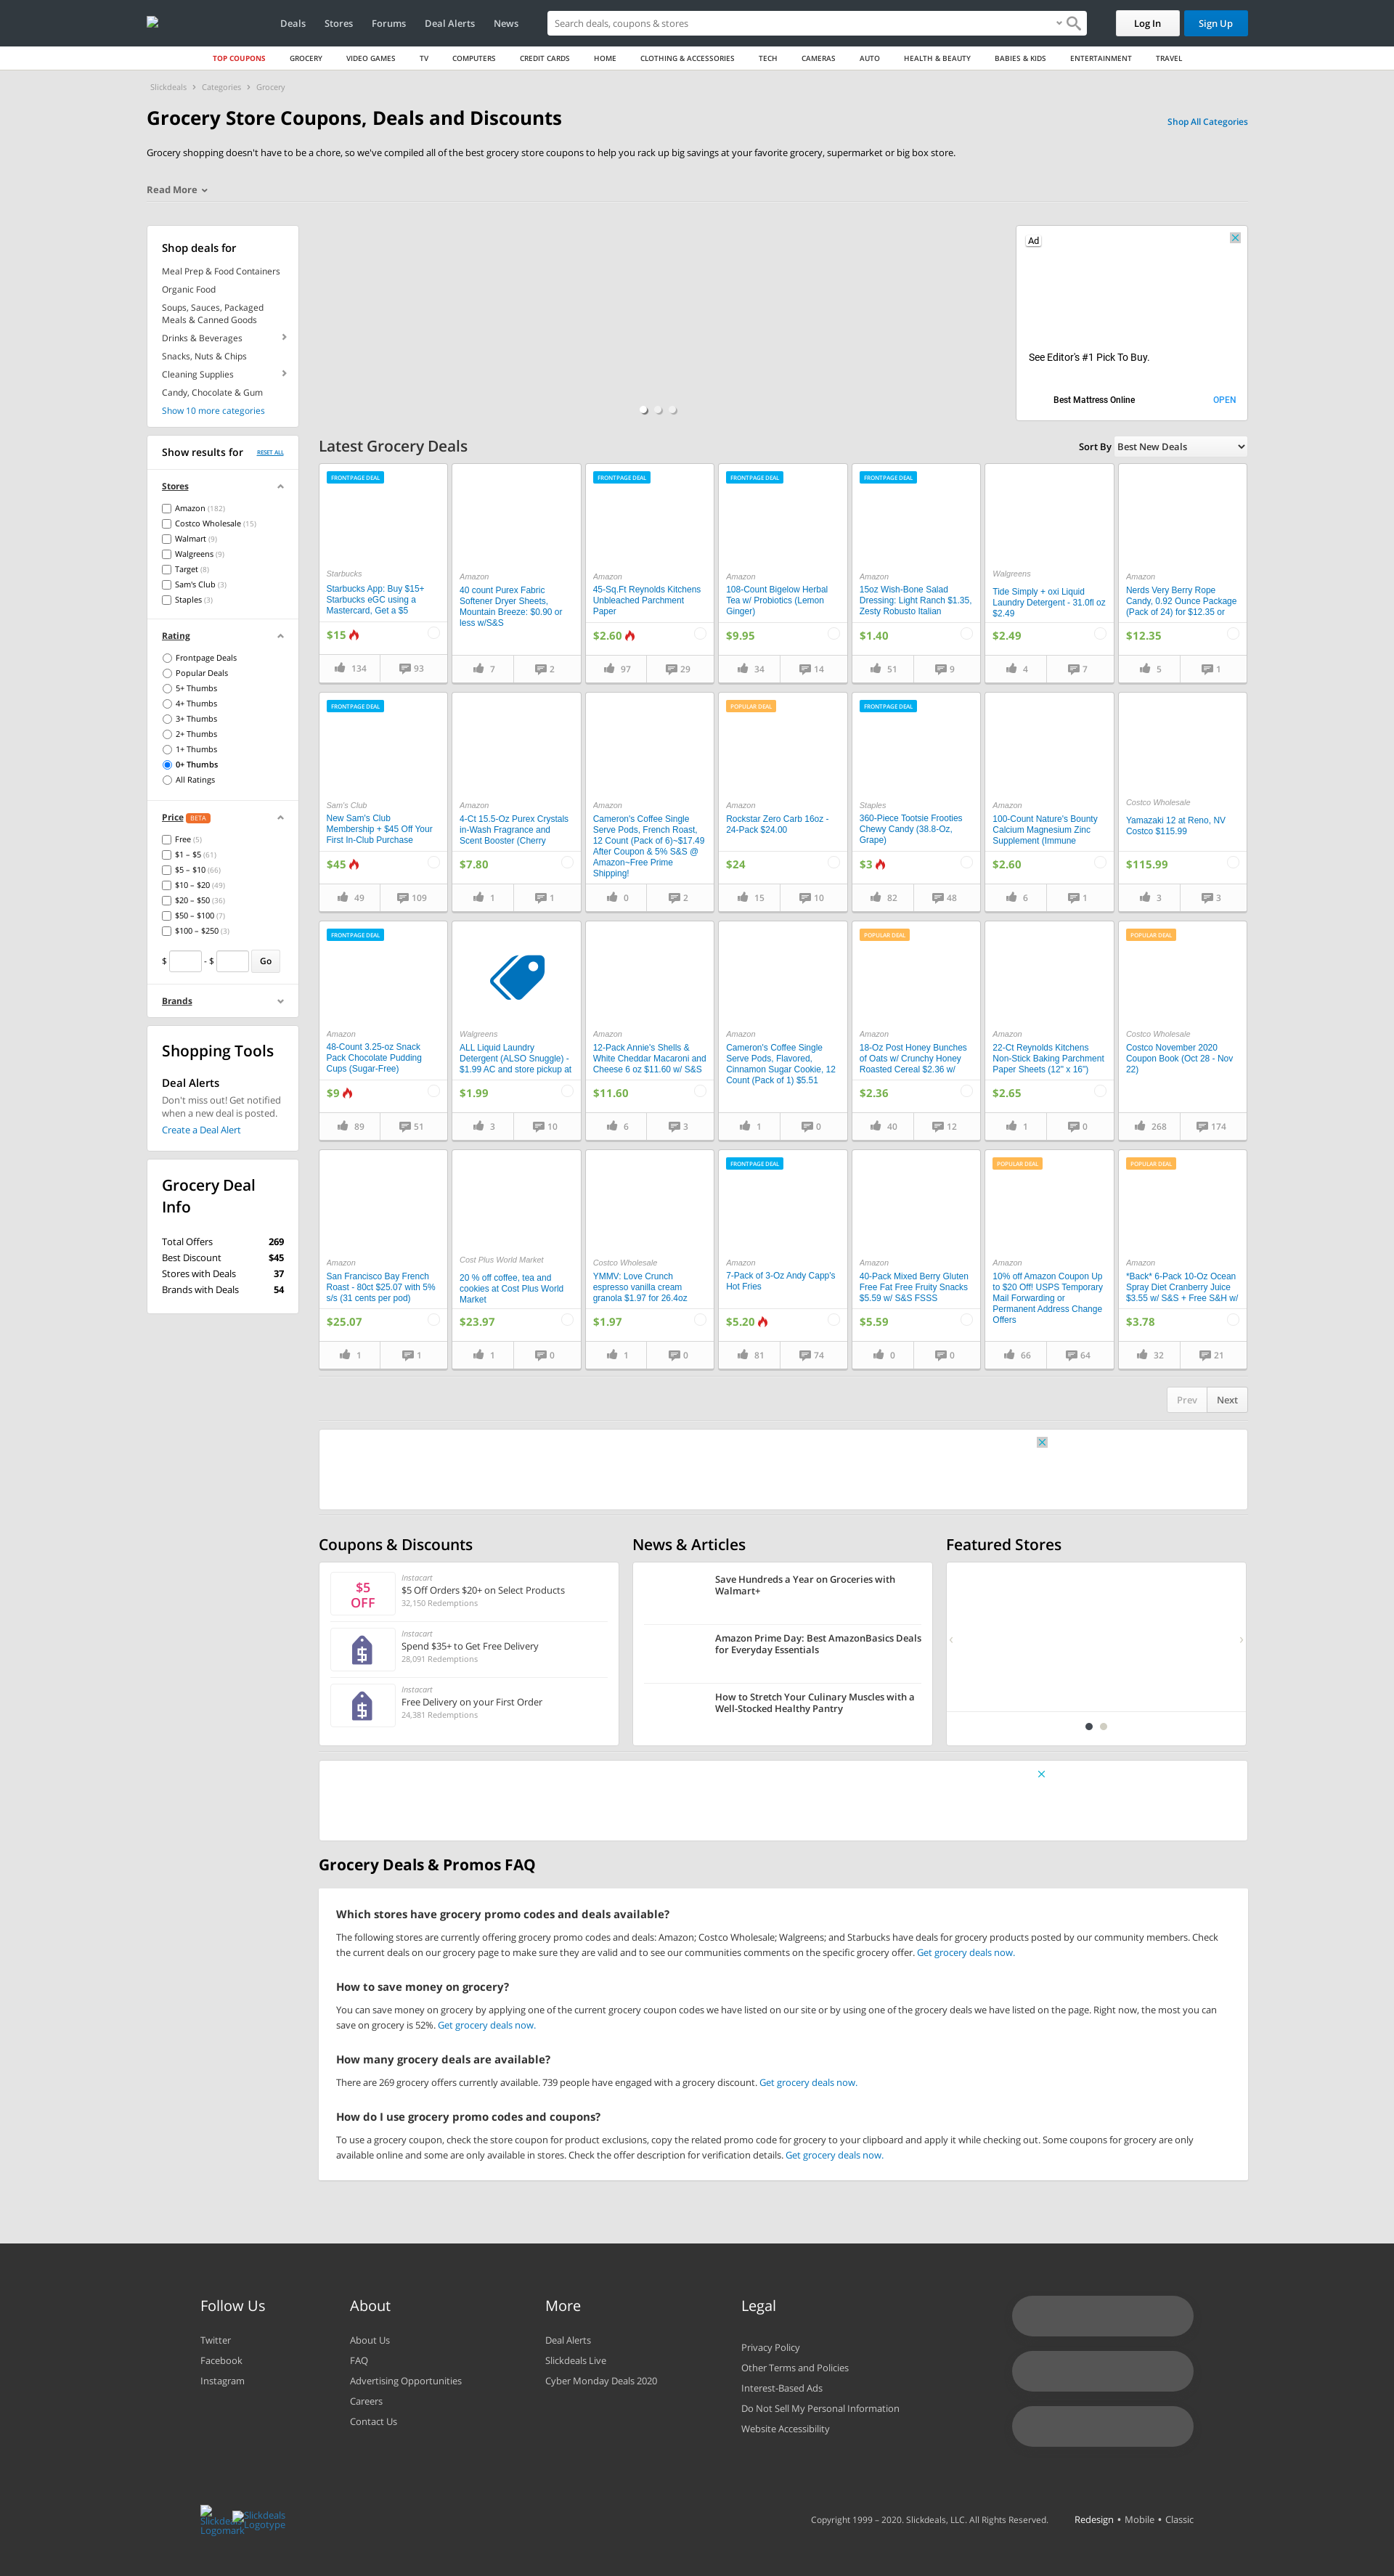 Deals Stores Forums Deal Alerts News Search deals, coupons & stores Log In Sign Up
TOP COUPONS GROCERY VIDEO GAMES TV COMPUTERS CREDIT CARDS HOME CLOTHING & ACCESSORIES TECH CAMERAS AUTO HEALTH & BEAUTY BABIES & KIDS ENTERTAINMENT TRAVEL
Slickdeals › Categories › Grocery
Grocery Store Coupons, Deals and Discounts
Shop All Categories
Grocery shopping doesn't have to be a chore, so we've compiled all of the best grocery store coupons to help you rack up big savings at your favorite grocery, supermarket or big box store.
Read More
Shop deals for
Meal Prep & Food Containers
Organic Food
Soups, Sauces, Packaged
Meals & Canned Goods
Drinks & Beverages
Snacks, Nuts & Chips
Cleaning Supplies
Candy, Chocolate & Gum
Show 10 more categories
Ad
See Editor's #1 Pick To Buy.
Best Mattress Online OPEN
Show results for RESET ALL
Stores
Amazon (182)
Costco Wholesale (15)
Walmart (9)
Walgreens (9)
Target (8)
Sam's Club (3)
Staples (3)
Rating
Frontpage Deals
Popular Deals
5+ Thumbs
4+ Thumbs
3+ Thumbs
2+ Thumbs
1+ Thumbs
0+ Thumbs
All Ratings
Price BETA
Free (5)
$1 – $5 (61)
$5 – $10 (66)
$10 – $20 (49)
$20 – $50 (36)
$50 – $100 (7)
$100 – $250 (3)
$ - $ Go
Brands
Shopping Tools
Deal Alerts
Don't miss out! Get notified
when a new deal is posted.
Create a Deal Alert
Grocery Deal
Info
Total Offers 269
Best Discount $45
Stores with Deals 37
Brands with Deals 54
Latest Grocery Deals
Sort By Best New Deals
FRONTPAGE DEAL
Starbucks
Starbucks App: Buy $15+
Starbucks eGC using a
Mastercard, Get a $5
$15
134 93
Amazon
40 count Purex Fabric
Softener Dryer Sheets,
Mountain Breeze: $0.90 or
less w/S&S
7 2
FRONTPAGE DEAL
Amazon
45-Sq.Ft Reynolds Kitchens
Unbleached Parchment
Paper
$2.60
97 29
FRONTPAGE DEAL
Amazon
108-Count Bigelow Herbal
Tea w/ Probiotics (Lemon
Ginger)
$9.95
34 14
FRONTPAGE DEAL
Amazon
15oz Wish-Bone Salad
Dressing: Light Ranch $1.35,
Zesty Robusto Italian
$1.40
51 9
Walgreens
Tide Simply + oxi Liquid
Laundry Detergent - 31.0fl oz
$2.49
$2.49
4 7
Amazon
Nerds Very Berry Rope
Candy, 0.92 Ounce Package
(Pack of 24) for $12.35 or
$12.35
5 1
FRONTPAGE DEAL
Sam's Club
New Sam's Club
Membership + $45 Off Your
First In-Club Purchase
$45
49 109
Amazon
4-Ct 15.5-Oz Purex Crystals
in-Wash Fragrance and
Scent Booster (Cherry
$7.80
1 1
Amazon
Cameron's Coffee Single
Serve Pods, French Roast,
12 Count (Pack of 6)~$17.49
After Coupon & 5% S&S @
Amazon~Free Prime
Shipping!
0 2
POPULAR DEAL
Amazon
Rockstar Zero Carb 16oz -
24-Pack $24.00
$24
15 10
FRONTPAGE DEAL
Staples
360-Piece Tootsie Frooties
Chewy Candy (38.8-Oz,
Grape)
$3
82 48
Amazon
100-Count Nature's Bounty
Calcium Magnesium Zinc
Supplement (Immune
$2.60
6 1
Costco Wholesale
Yamazaki 12 at Reno, NV
Costco $115.99
$115.99
3 3
FRONTPAGE DEAL
Amazon
48-Count 3.25-oz Snack
Pack Chocolate Pudding
Cups (Sugar-Free)
$9
89 51
Walgreens
ALL Liquid Laundry
Detergent (ALSO Snuggle) -
$1.99 AC and store pickup at
$1.99
3 10
Amazon
12-Pack Annie's Shells &
White Cheddar Macaroni and
Cheese 6 oz $11.60 w/ S&S
$11.60
6 3
Amazon
Cameron's Coffee Single
Serve Pods, Flavored,
Cinnamon Sugar Cookie, 12
Count (Pack of 1) $5.51
1 0
POPULAR DEAL
Amazon
18-Oz Post Honey Bunches
of Oats w/ Crunchy Honey
Roasted Cereal $2.36 w/
$2.36
40 12
Amazon
22-Ct Reynolds Kitchens
Non-Stick Baking Parchment
Paper Sheets (12" x 16")
$2.65
1 0
POPULAR DEAL
Costco Wholesale
Costco November 2020
Coupon Book (Oct 28 - Nov
22)
268 174
Amazon
San Francisco Bay French
Roast - 80ct $25.07 with 5%
s/s (31 cents per pod)
$25.07
1 1
Cost Plus World Market
20 % off coffee, tea and
cookies at Cost Plus World
Market
$23.97
1 0
Costco Wholesale
YMMV: Love Crunch
espresso vanilla cream
granola $1.97 for 26.4oz
$1.97
1 0
FRONTPAGE DEAL
Amazon
7-Pack of 3-Oz Andy Capp's
Hot Fries
$5.20
81 74
Amazon
40-Pack Mixed Berry Gluten
Free Fat Free Fruity Snacks
$5.59 w/ S&S FSSS
$5.59
0 0
POPULAR DEAL
Amazon
10% off Amazon Coupon Up
to $20 Off! USPS Temporary
Mail Forwarding or
Permanent Address Change
Offers
66 64
POPULAR DEAL
Amazon
*Back* 6-Pack 10-Oz Ocean
Spray Diet Cranberry Juice
$3.55 w/ S&S + Free S&H w/
$3.78
32 21
Prev Next
Coupons & Discounts
$5
OFF
Instacart
$5 Off Orders $20+ on Select Products
32,150 Redemptions
Instacart
Spend $35+ to Get Free Delivery
28,091 Redemptions
Instacart
Free Delivery on your First Order
24,381 Redemptions
News & Articles
Save Hundreds a Year on Groceries with
Walmart+
Amazon Prime Day: Best AmazonBasics Deals
for Everyday Essentials
How to Stretch Your Culinary Muscles with a
Well-Stocked Healthy Pantry
Featured Stores
Grocery Deals & Promos FAQ
Which stores have grocery promo codes and deals available?
The following stores are currently offering grocery promo codes and deals: Amazon; Costco Wholesale; Walgreens; and Starbucks have deals for grocery products posted by our community members. Check
the current deals on our grocery page to make sure they are valid and to see our communities comments on the specific grocery offer. Get grocery deals now.
How to save money on grocery?
You can save money on grocery by applying one of the current grocery coupon codes we have listed on our site or by using one of the grocery deals we have listed on the page. Right now, the most you can
save on grocery is 52%. Get grocery deals now.
How many grocery deals are available?
There are 269 grocery offers currently available. 739 people have engaged with a grocery discount. Get grocery deals now.
How do I use grocery promo codes and coupons?
To use a grocery coupon, check the store coupon for product exclusions, copy the related promo code for grocery to your clipboard and apply it while checking out. Some coupons for grocery are only
available online and some are only available in stores. Check the offer description for verification details. Get grocery deals now.
Follow Us
Twitter
Facebook
Instagram
About
About Us
FAQ
Advertising Opportunities
Careers
Contact Us
More
Deal Alerts
Slickdeals Live
Cyber Monday Deals 2020
Legal
Privacy Policy
Other Terms and Policies
Interest-Based Ads
Do Not Sell My Personal Information
Website Accessibility
Slickdeals
Logomark
Slickdeals
Logotype
Copyright 1999 – 2020. Slickdeals, LLC. All Rights Reserved. Redesign • Mobile • Classic